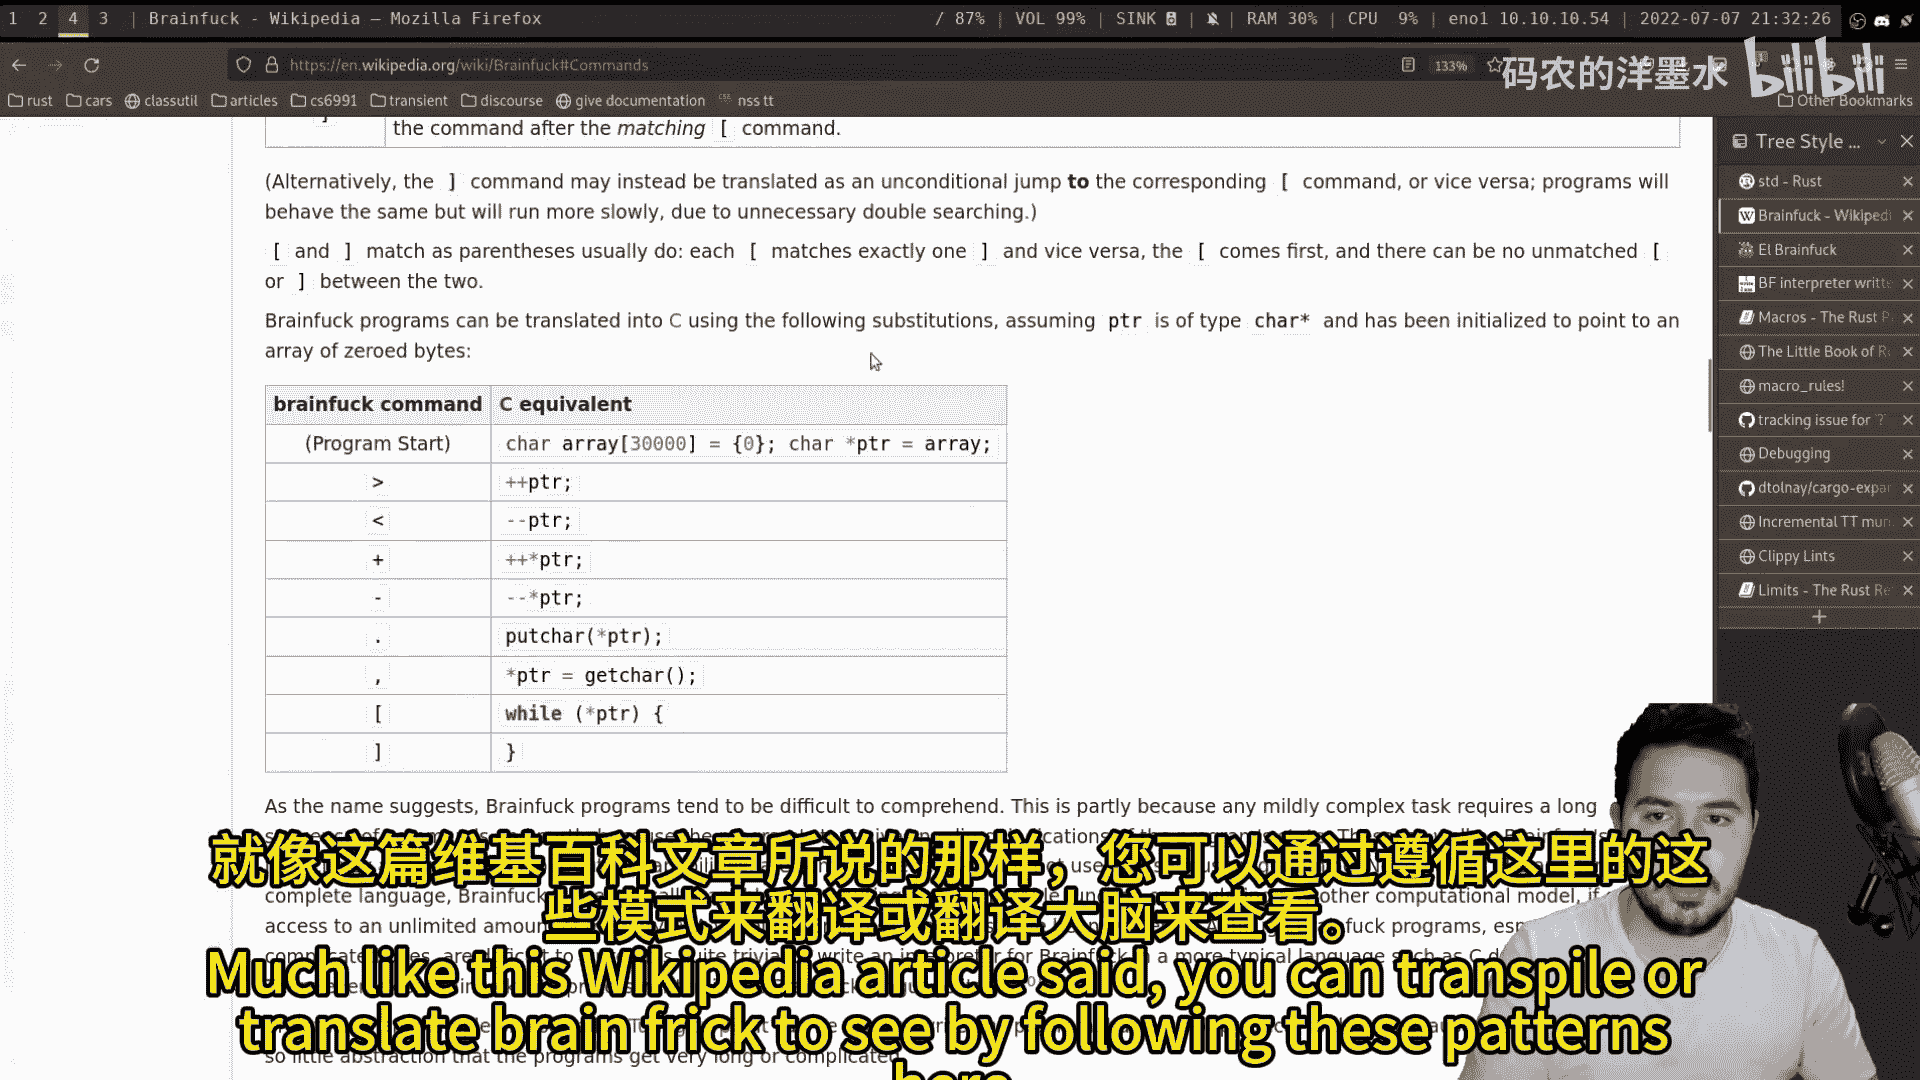 1 2 4 3 | Brainfuck - Wikipedia — Mozilla Firefox / 87% | VOL 99% | SINK | | RAM 30% | CPU 9% | eno1 10.10.10.54 | 2022-07-07 21:32:26
https://en.wikipedia.org/wiki/Brainfuck#Commands 133%
码农的洋墨水 bilibili
rust cars classutil articles cs6991 transient discourse give documentation nss tt Other Bookmarks
the command after the matching [ command.
(Alternatively, the ] command may instead be translated as an unconditional jump to the corresponding [ command, or vice versa; programs will
behave the same but will run more slowly, due to unnecessary double searching.)
[ and ] match as parentheses usually do: each [ matches exactly one ] and vice versa, the [ comes first, and there can be no unmatched [
or ] between the two.
Brainfuck programs can be translated into C using the following substitutions, assuming ptr is of type char* and has been initialized to point to an
array of zeroed bytes:
brainfuck command C equivalent
(Program Start) char array[30000] = {0}; char *ptr = array;
> ++ptr;
< --ptr;
+ ++*ptr;
- --*ptr;
. putchar(*ptr);
, *ptr = getchar();
[ while (*ptr) {
] }
As the name suggests, Brainfuck programs tend to be difficult to comprehend. This is partly because any mildly complex task requires a long
complete language, Brainfuck other computational model, if
access to an unlimited
so little abstraction that the programs get very long or complicated
Tree Style ...
std - Rust
Brainfuck - Wikiped
El Brainfuck
BF interpreter writte
Macros - The Rust
The Little Book of R
macro_rules!
tracking issue for `?`
Debugging
dtolnay/cargo-expa
Incremental TT mun
Clippy Lints
Limits - The Rust Re
就像这篇维基百科文章所说的那样，您可以通过遵循这里的这
些模式来翻译或翻译大脑来查看。
Much like this Wikipedia article said, you can transpile or
translate brain frick to see by following these patterns
here